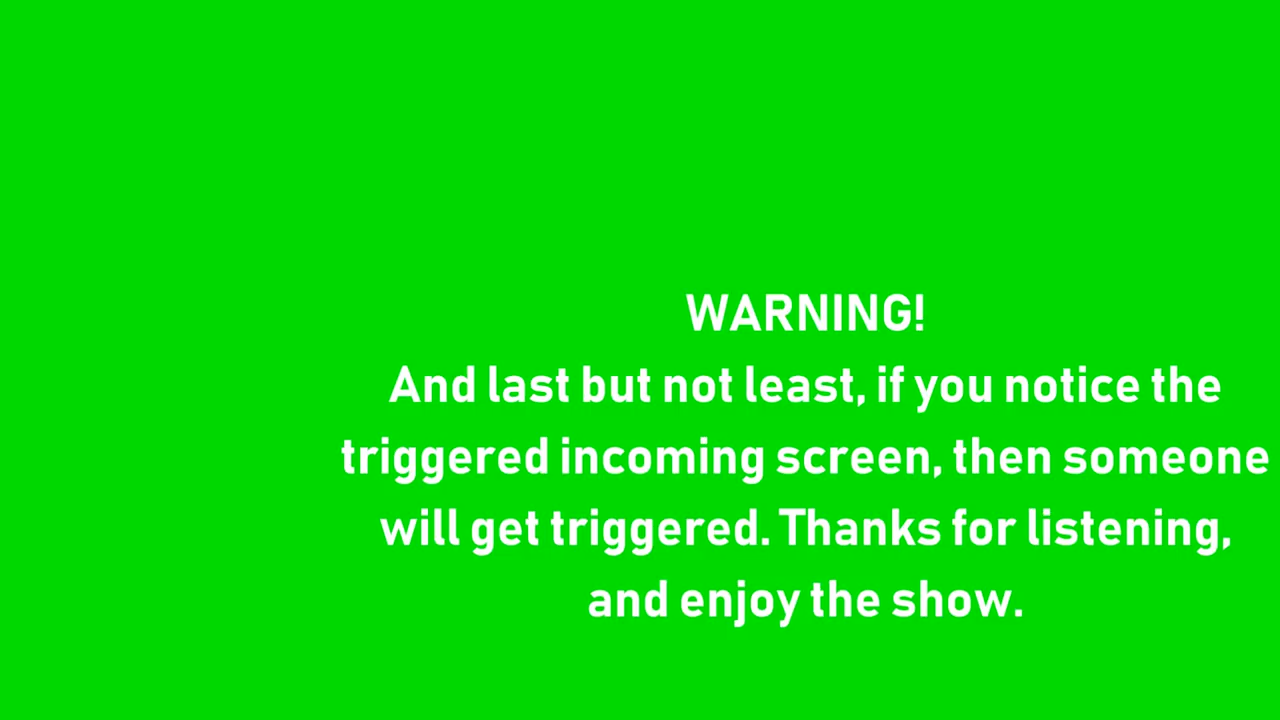 WARNING!
And last but not least, if you notice the
triggered incoming screen, then someone
will get triggered. Thanks for listening,
and enjoy the show.